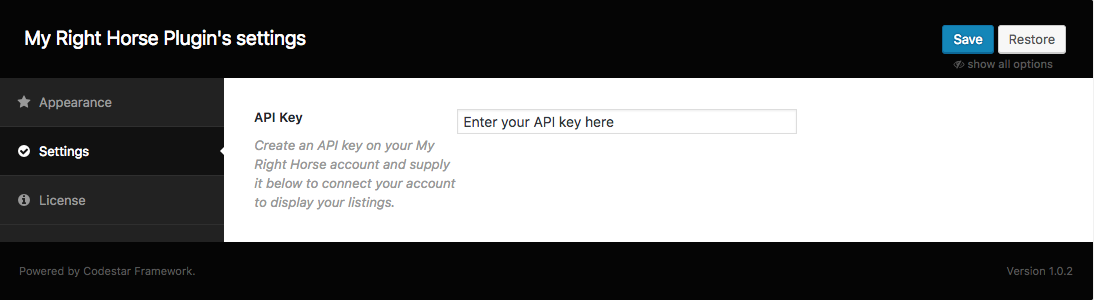 My Right Horse Plugin's settings
Save
Restore
show all options
Appearance
Settings
License
API Key
Enter your API key here
Create an API key on your My
Right Horse account and supply
it below to connect your account
to display your listings.
Powered by Codestar Framework.
Version 1.0.2